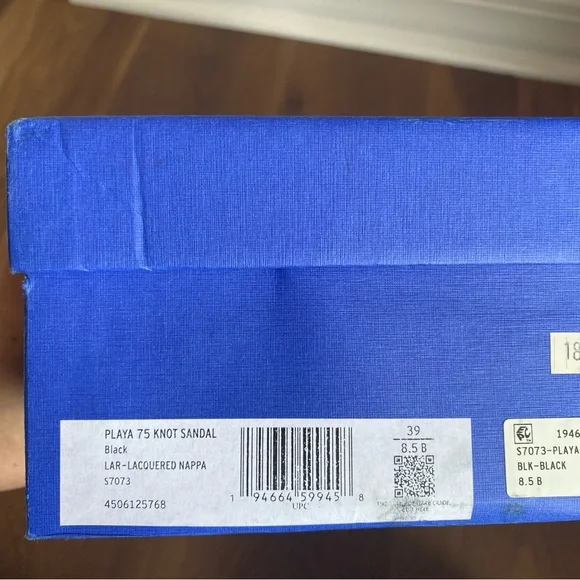 18
PLAYA 75 KNOT SANDAL
Black
LAR-LACQUERED NAPPA
S7073
4506125768
1 94664 59945 8
UPC
39
8.5 B
1946
S7073-PLAYA
BLK-BLACK
8.5 B